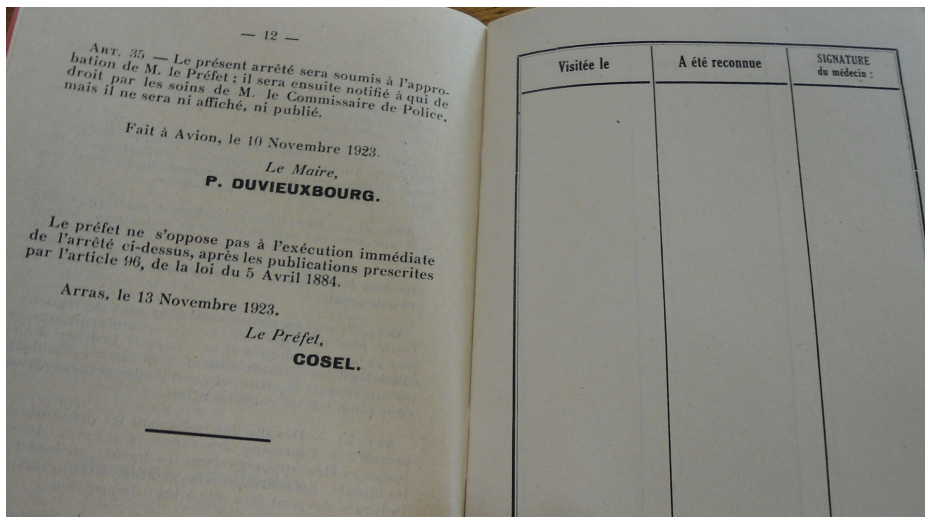 — 12 —
ART. 35 — Le présent arrêté sera soumis à l'appro-
bation de M. le Préfet ; il sera ensuite notifié à qui de
droit par les soins de M. le Commissaire de Police,
mais il ne sera ni affiché, ni publié.
Fait à Avion, le 10 Novembre 1923.
Le Maire,
P. DUVIEUXBOURG.
Le préfet ne s'oppose pas à l'exécution immédiate
de l'arrêté ci-dessus, après les publications prescrites
par l'article 96, de la loi du 5 Avril 1884.
Arras, le 13 Novembre 1923.
Le Préfet,
COSEL.
Visitée le
A été reconnue
SIGNATURE
du médecin :